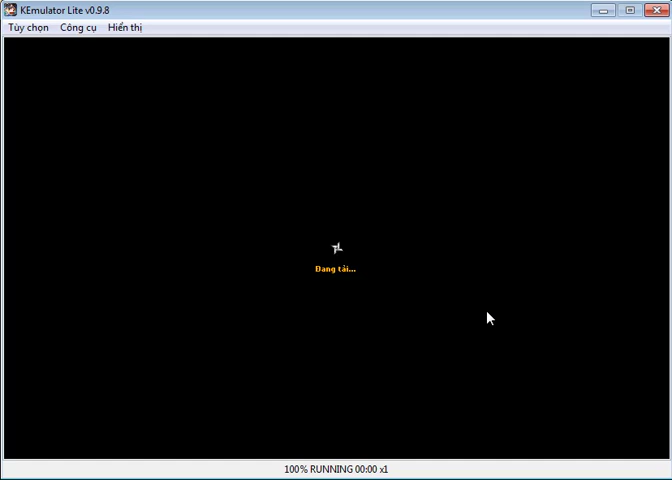 KEmulator Lite v0.9.8
Tùy chọn Công cụ Hiển thị
Đang tải...
100% RUNNING 00:00 x1